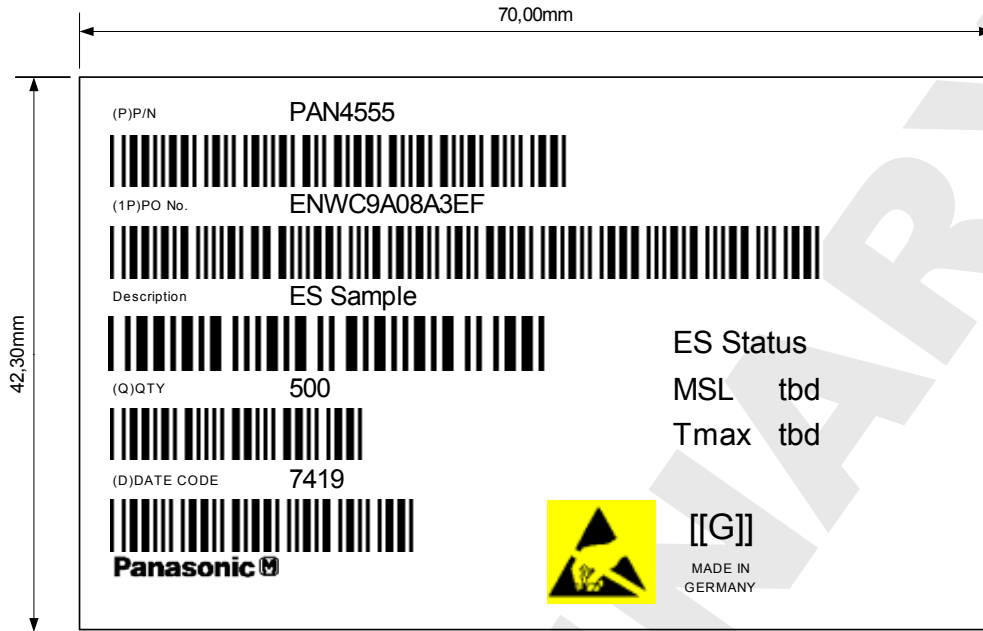 70,00mm
42,30mm
(P)P/N PAN4555
(1P)PO No. ENWC9A08A3EF
Description ES Sample
ES Status
(Q)QTY 500
MSL tbd
Tmax tbd
(D)DATE CODE 7419
[[G]]
MADE IN
GERMANY
Panasonic M
NARY